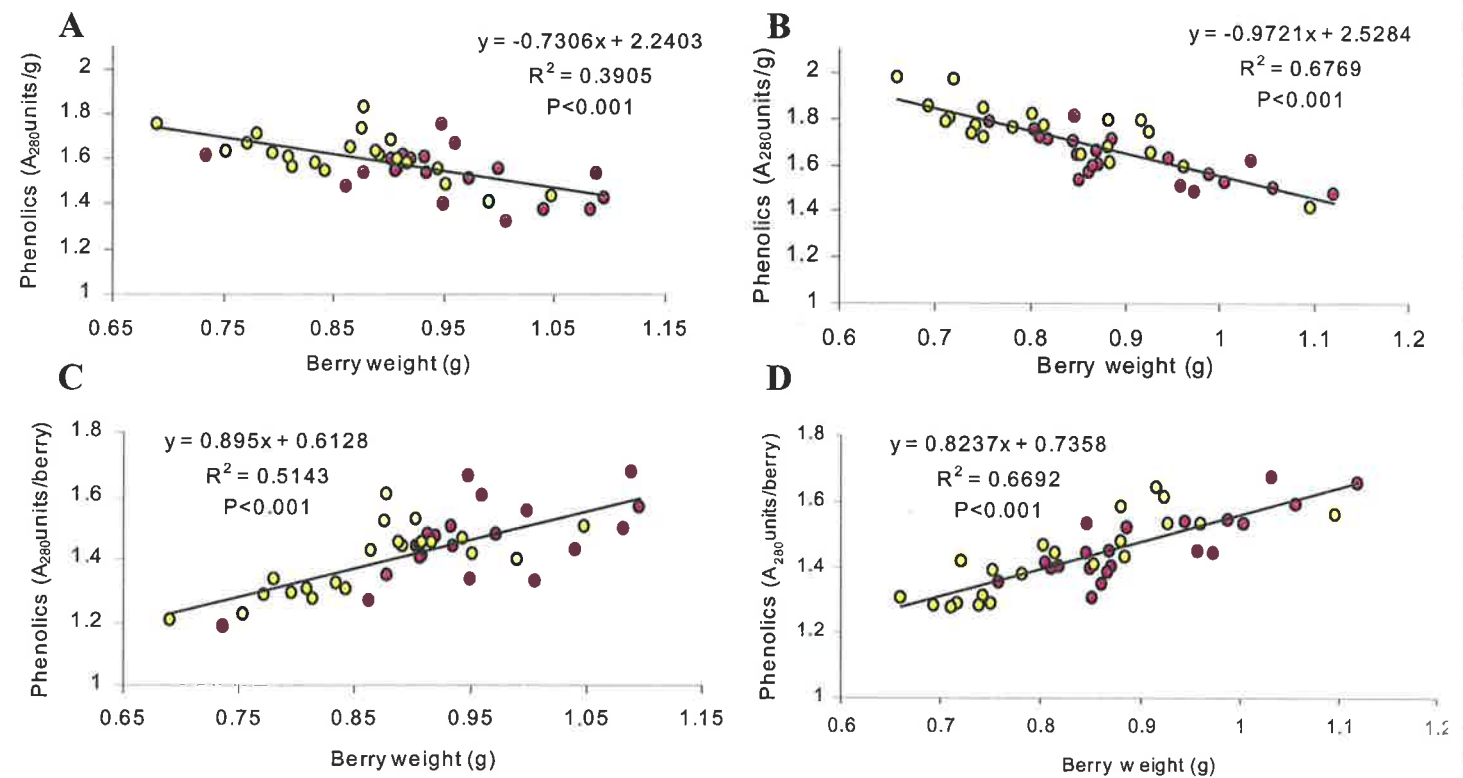 A
y = -0.7306x + 2.2403
R² = 0.3905
P<0.001
Phenolics (A₂₈₀units/g)
2
1.8
1.6
1.4
1.2
1
0.65 0.75 0.85 0.95 1.05 1.15
Berry weight (g)
B
y = -0.9721x + 2.5284
R² = 0.6769
P<0.001
Phenolics (A₂₈₀units/g)
2
1.8
1.6
1.4
1.2
1
0.6 0.7 0.8 0.9 1 1.1 1.2
Berry weight (g)
C
y = 0.895x + 0.6128
R² = 0.5143
P<0.001
Phenolics (A₂₈₀units/berry)
1.8
1.6
1.4
1.2
1
0.65 0.75 0.85 0.95 1.05 1.15
Berry weight (g)
D
y = 0.8237x + 0.7358
R² = 0.6692
P<0.001
Phenolics (A₂₈₀units/berry)
1.8
1.6
1.4
1.2
1
0.6 0.7 0.8 0.9 1 1.1 1.2
Berry weight (g)